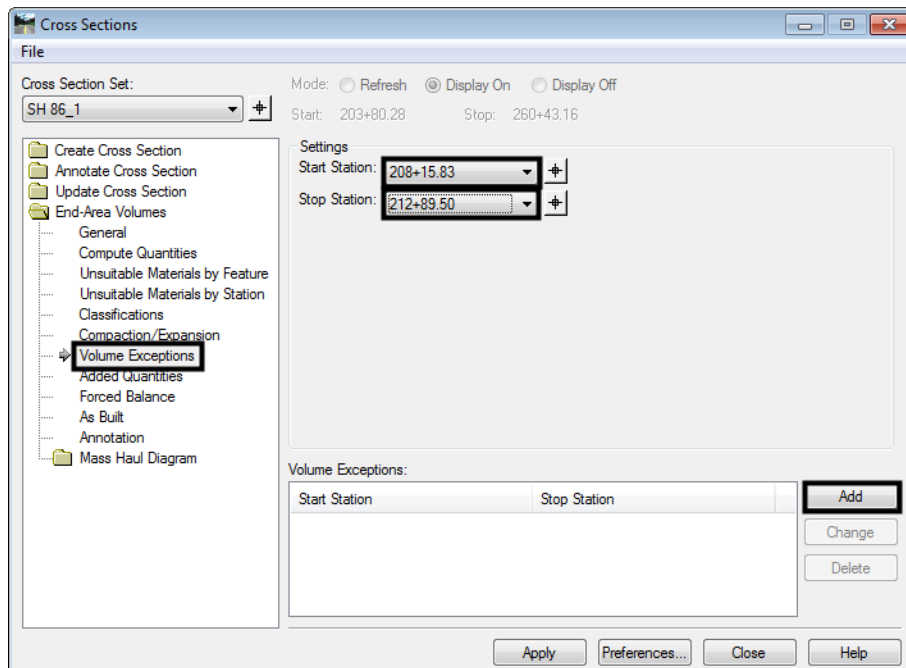 Cross Sections
File
Cross Section Set:
SH 86_1
Mode: Refresh Display On Display Off
Start: 203+80.28 Stop: 260+43.16
Create Cross Section
Annotate Cross Section
Update Cross Section
End-Area Volumes
General
Compute Quantities
Unsuitable Materials by Feature
Unsuitable Materials by Station
Classifications
Compaction/Expansion
Volume Exceptions
Added Quantities
Forced Balance
As Built
Annotation
Mass Haul Diagram
Settings
Start Station: 208+15.83
Stop Station: 212+89.50
Volume Exceptions:
Start Station Stop Station
Add
Change
Delete
Apply Preferences... Close Help